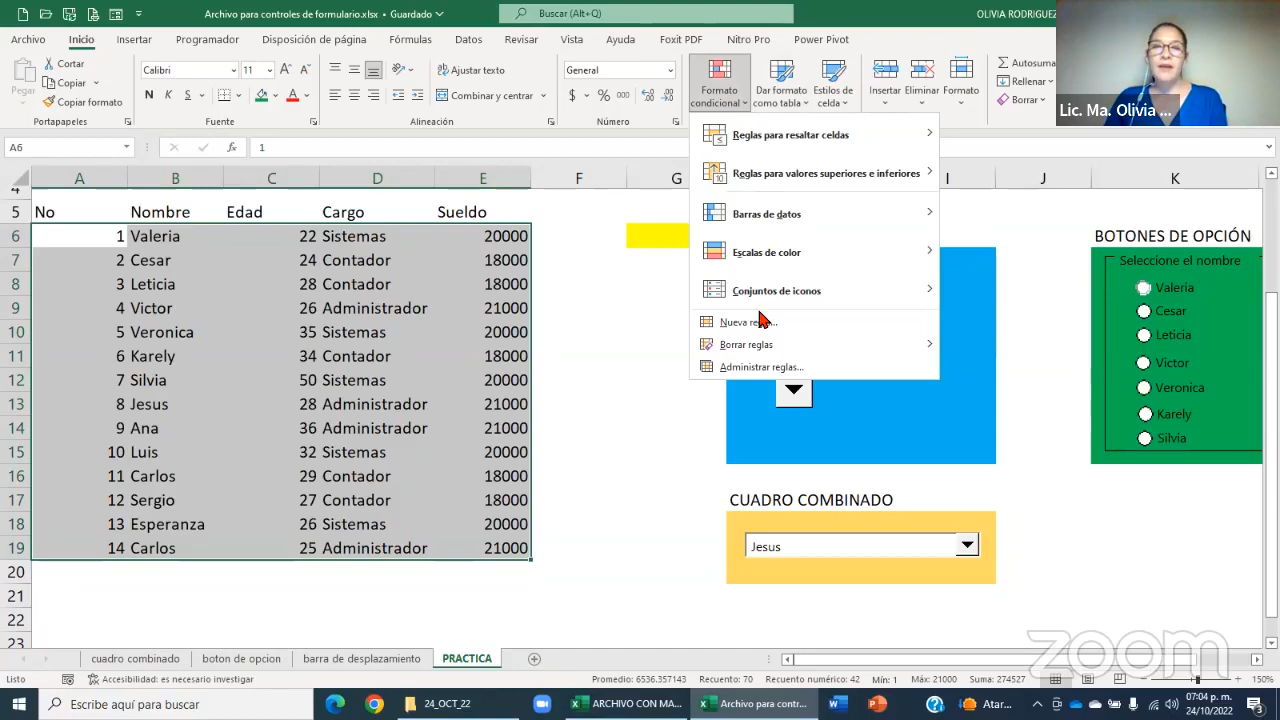 Archivo para controles de formulario.xlsx • Guardado
Buscar (Alt+Q)
OLIVIA RODRIGUEZ
Archivo Inicio Insertar Programador Disposición de página Fórmulas Datos Revisar Vista Ayuda Foxit PDF Nitro Pro Power Pivot
Pegar
Cortar
Copiar
Copiar formato
Portapapeles
Calibri 11
N K S
Fuente
Ajustar texto
Combinar y centrar
Alineación
General
$ % 000
Número
Formato condicional
Dar formato como tabla
Estilos de celda
Insertar Eliminar Formato
Autosuma
Rellenar
Borrar
Lic. Ma. Olivia ...
A6 fx 1
Reglas para resaltar celdas
Reglas para valores superiores e inferiores
Barras de datos
Escalas de color
Conjuntos de iconos
Borrar reglas
Administrar reglas...
A B C D E F G I J K
5 No Nombre Edad Cargo Sueldo
6 1 Valeria 22 Sistemas 20000
7 2 Cesar 24 Contador 18000
8 3 Leticia 28 Contador 18000
9 4 Victor 26 Administrador 21000
10 5 Veronica 35 Sistemas 20000
11 6 Karely 34 Contador 18000
12 7 Silvia 50 Sistemas 20000
13 8 Jesus 28 Administrador 21000
14 9 Ana 36 Administrador 21000
15 10 Luis 32 Sistemas 20000
16 11 Carlos 29 Contador 18000
17 12 Sergio 27 Contador 18000
18 13 Esperanza 26 Sistemas 20000
19 14 Carlos 25 Administrador 21000
20
21
22
23
BOTONES DE OPCIÓN
Seleccione el nombre
Valeria
Cesar
Leticia
Victor
Veronica
Karely
Silvia
CUADRO COMBINADO
Jesus
zoom
cuadro combinado boton de opcion barra de desplazamiento PRACTICA
Listo Accesibilidad: es necesario investigar Promedio: 6536.357143 Recuento: 70 Recuento numérico: 42 Mín: 1 Máx: 21000 Suma: 274527 150%
Escribe aquí para buscar
24_OCT_22
ARCHIVO CON MA...
Archivo para contr...
Atar...
07:04 p. m.
24/10/2022